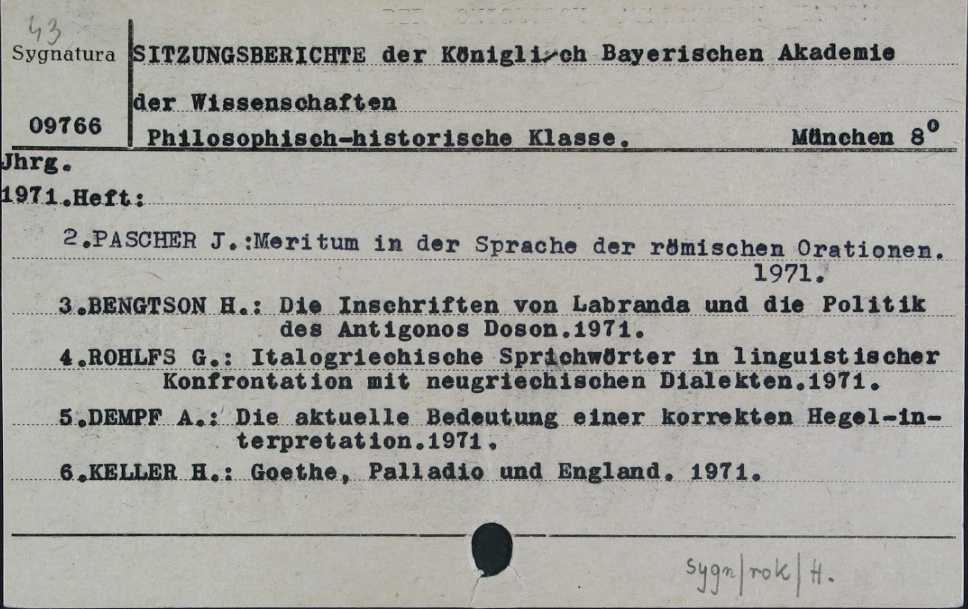 43
Sygnatura
SITZUNGSBERICHTE der Königlich Bayerischen Akademie
der Wissenschaften
09766
Philosophisch-historische Klasse. München 8°
Jhrg.
1971.Heft:
2.PASCHER J.:Meritum in der Sprache der römischen Orationen.
1971.
3.BENGTSON H.: Die Inschriften von Labranda und die Politik
des Antigonos Doson.1971.
4.ROHLFS G.: Italogriechische Sprichwörter in linguistischer
Konfrontation mit neugriechischen Dialekten.1971.
5.DEMPF A.: Die aktuelle Bedeutung einer korrekten Hegel-in-
terpretation.1971.
6.KELLER H.: Goethe, Palladio und England. 1971.
sygn/rok/H.